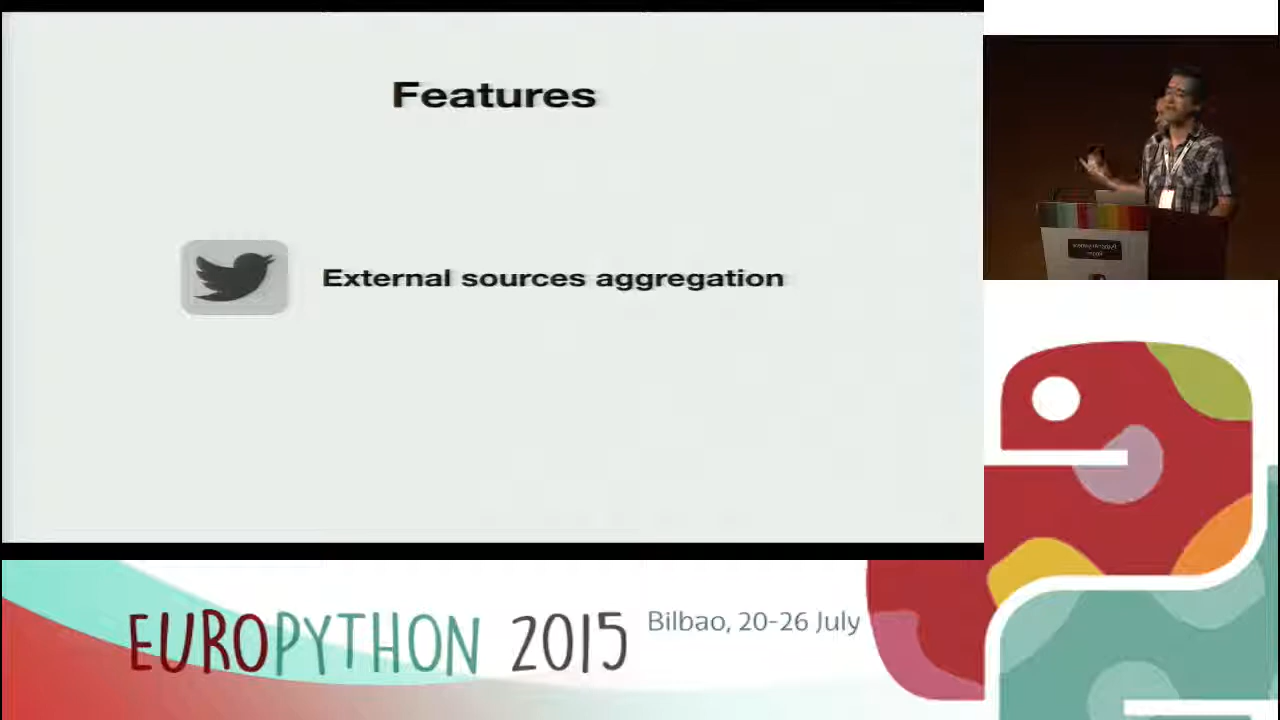 Features
External sources aggregation
EUROPYTHON 2015
Bilbao, 20-26 July